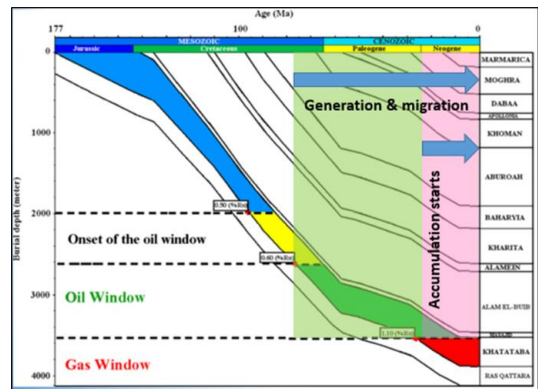 Age (Ma)
177 100 0
MESOZOIC CENOZOIC
Jurassic Cretaceous Paleogene Neogene
Burial depth (meter)
0
1000
2000
3000
4000
Generation & migration
Accumulation starts
0.50 (%Ro)
Onset of the oil window
0.60 (%Ro)
Oil Window
1.10 (%Ro)
Gas Window
MARMARICA
MOGHRA
DABAA
KHOMAN
ABUROAH
BAHARYIA
KHARITA
ALAMEIN
ALAM EL-BUIB
KHATATABA
RAS QATTARA